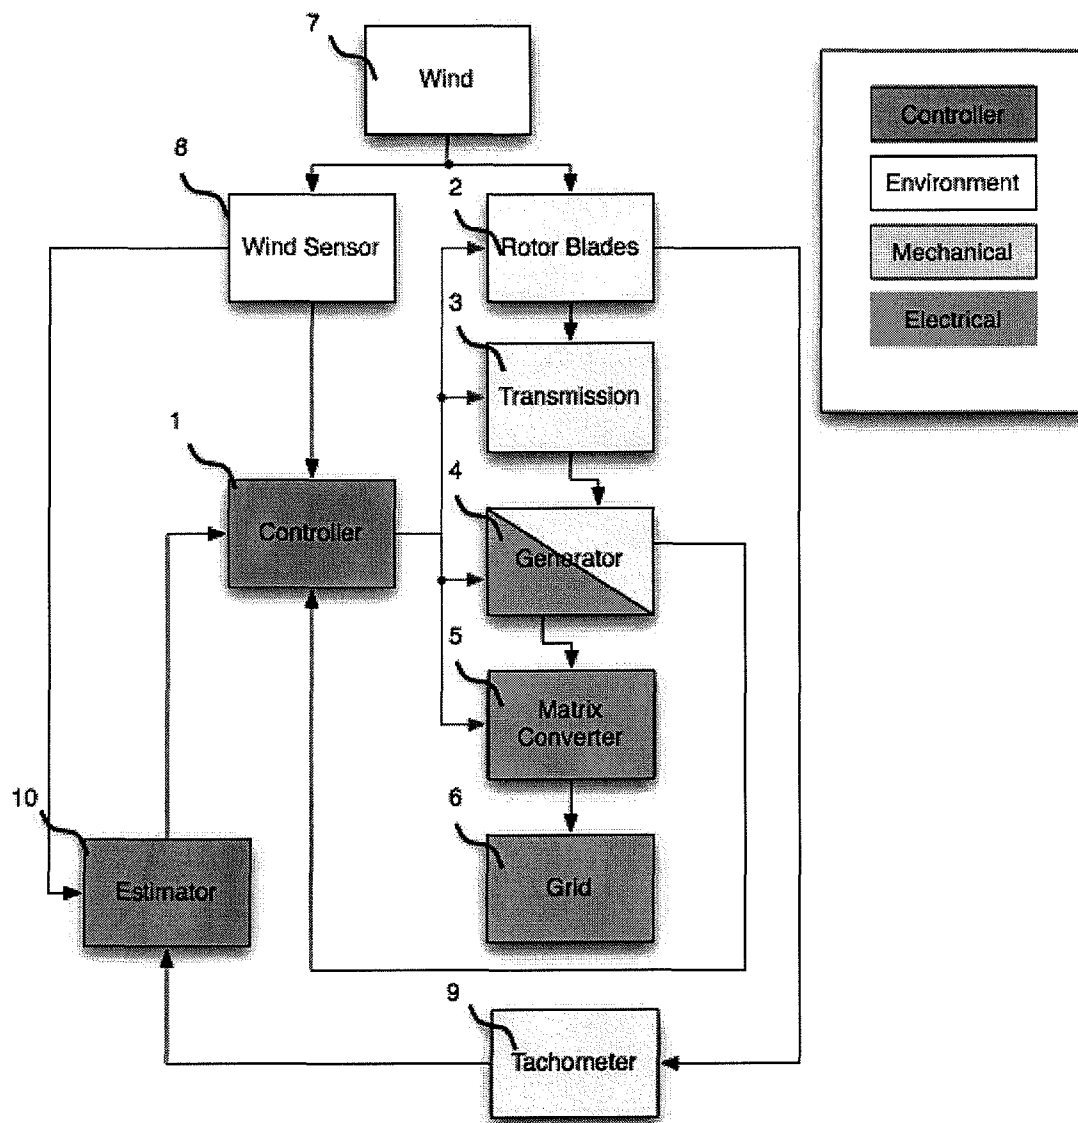 7
Wind
8
Wind Sensor
2
Rotor Blades
3
Transmission
1
Controller
4
Generator
5
Matrix
Converter
6
Grid
10
Estimator
9
Tachometer
Controller
Environment
Mechanical
Electrical